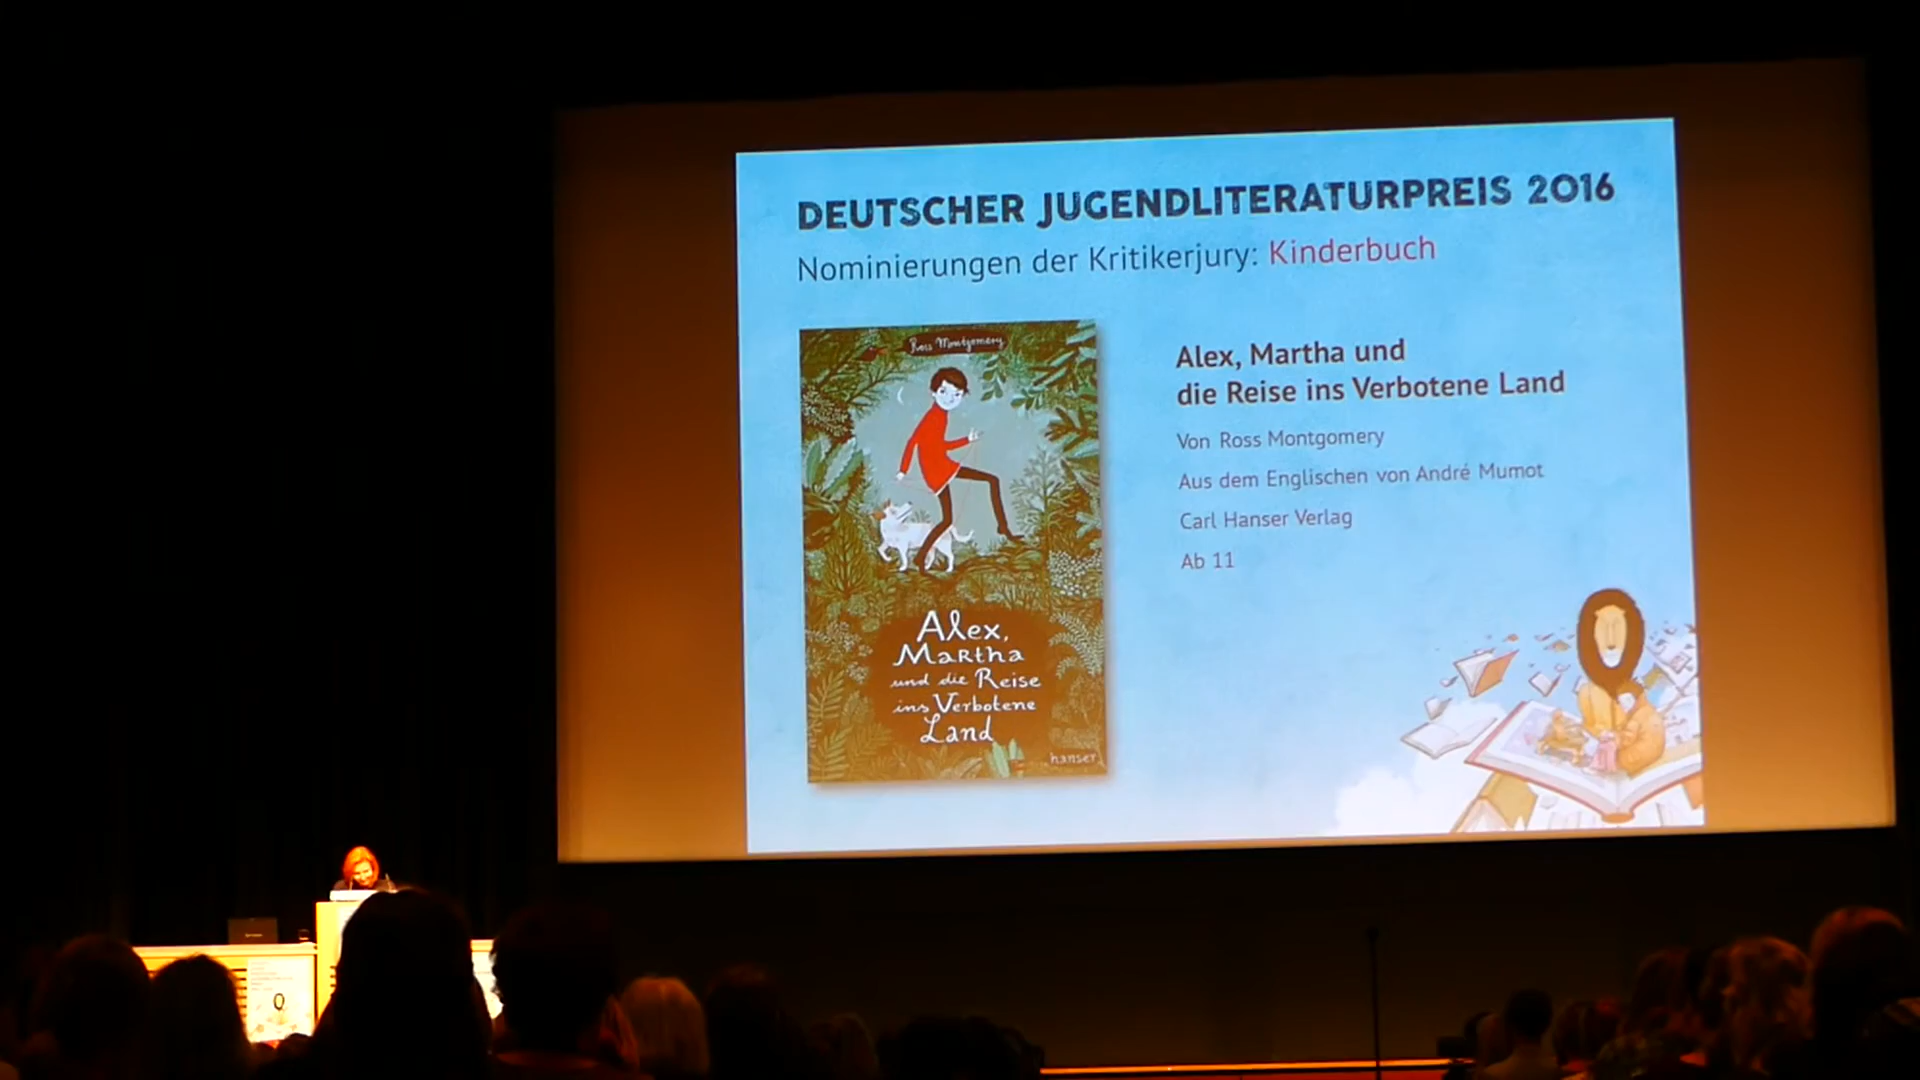 DEUTSCHER JUGENDLITERATURPREIS 2016
Nominierungen der Kritikerjury: Kinderbuch
Ross Montgomery
Alex,
Martha
und die Reise
ins Verbotene
Land
hanser
Alex, Martha und
die Reise ins Verbotene Land
Von Ross Montgomery
Aus dem Englischen von André Mumot
Carl Hanser Verlag
Ab 11